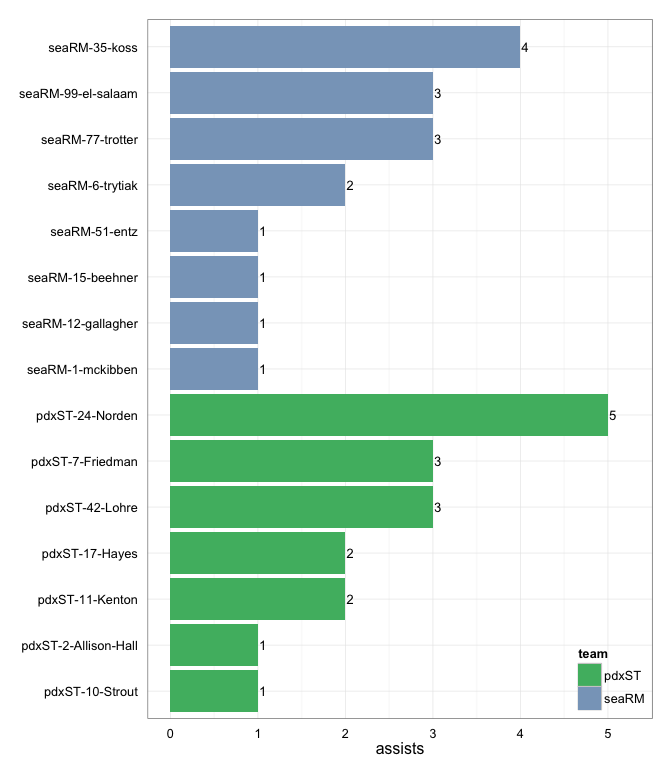 seaRM-35-koss 4
seaRM-99-el-salaam 3
seaRM-77-trotter 3
seaRM-6-trytiak 2
seaRM-51-entz 1
seaRM-15-beehner 1
seaRM-12-gallagher 1
seaRM-1-mckibben 1
pdxST-24-Norden 5
pdxST-7-Friedman 3
pdxST-42-Lohre 3
pdxST-17-Hayes 2
pdxST-11-Kenton 2
pdxST-2-Allison-Hall 1
pdxST-10-Strout 1
team
pdxST
seaRM
0 1 2 3 4 5
assists